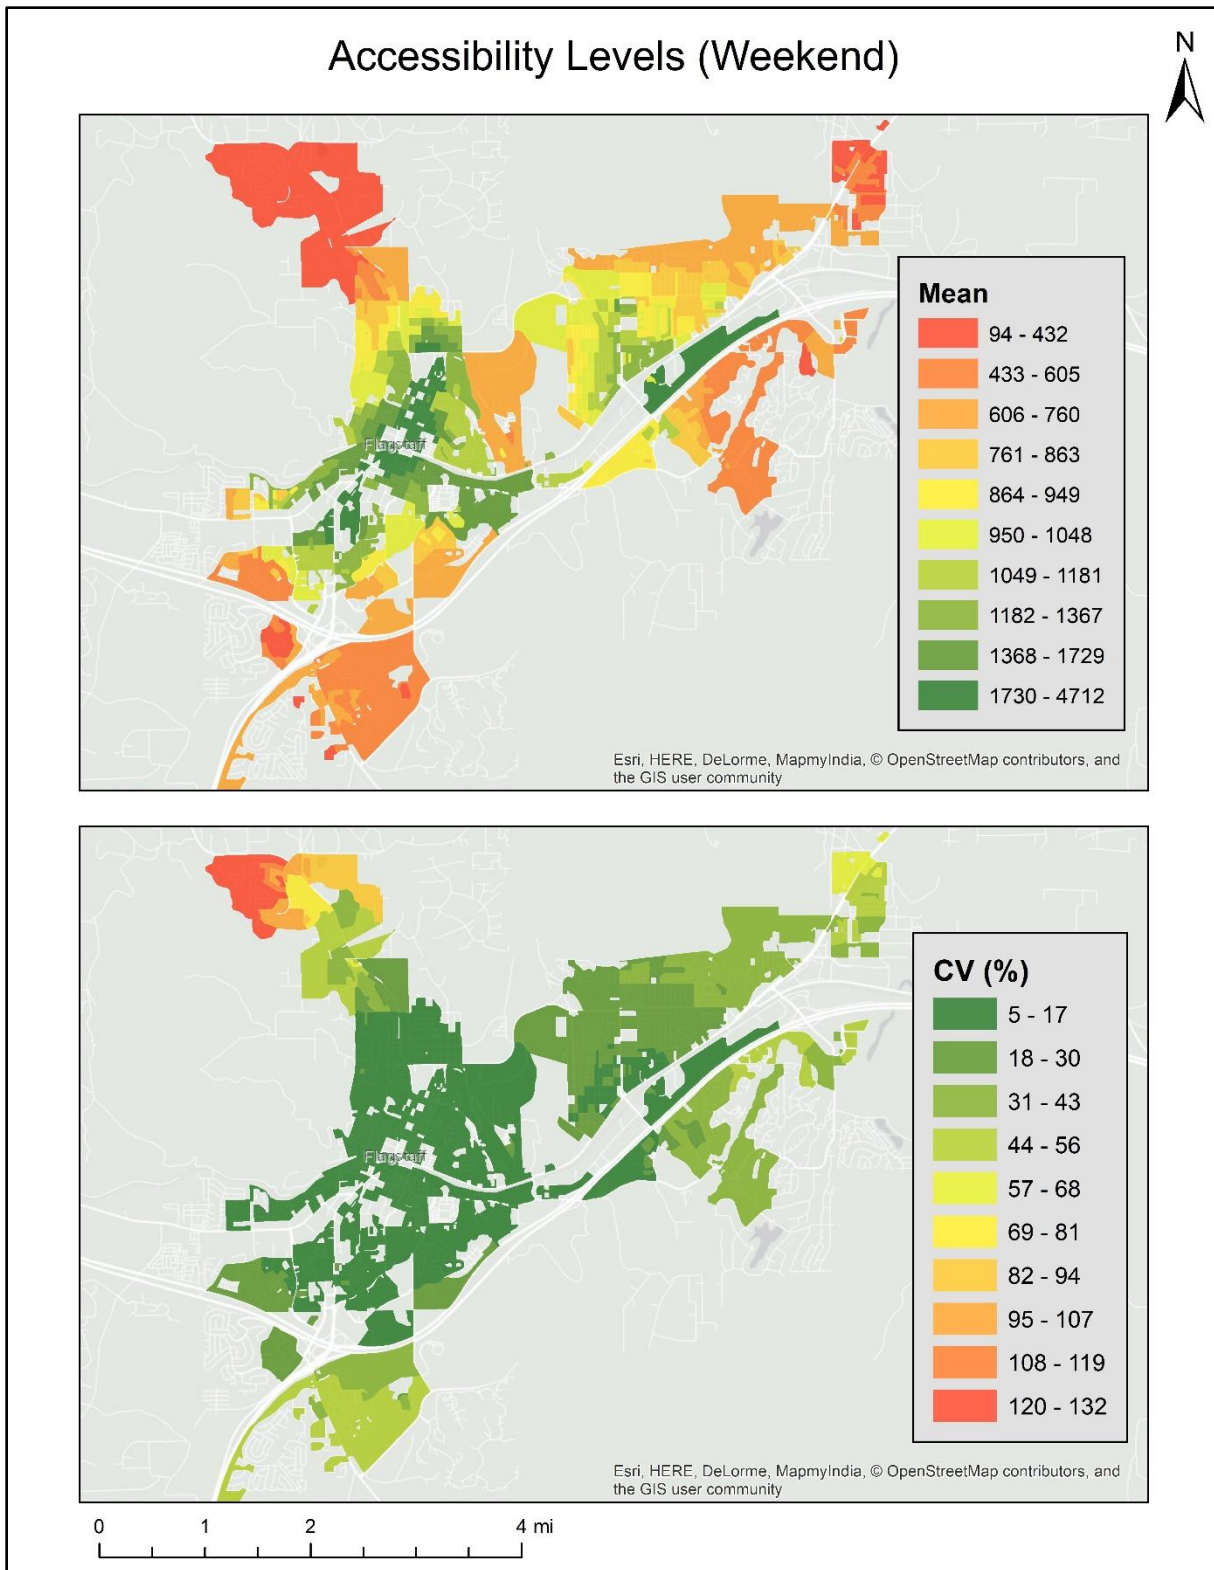 Accessibility Levels (Weekend)
N
Flagstaff
Mean
94 - 432
433 - 605
606 - 760
761 - 863
864 - 949
950 - 1048
1049 - 1181
1182 - 1367
1368 - 1729
1730 - 4712
Esri, HERE, DeLorme, MapmyIndia, © OpenStreetMap contributors, and
the GIS user community
Flagstaff
CV (%)
5 - 17
18 - 30
31 - 43
44 - 56
57 - 68
69 - 81
82 - 94
95 - 107
108 - 119
120 - 132
Esri, HERE, DeLorme, MapmyIndia, © OpenStreetMap contributors, and
the GIS user community
0 1 2 4 mi